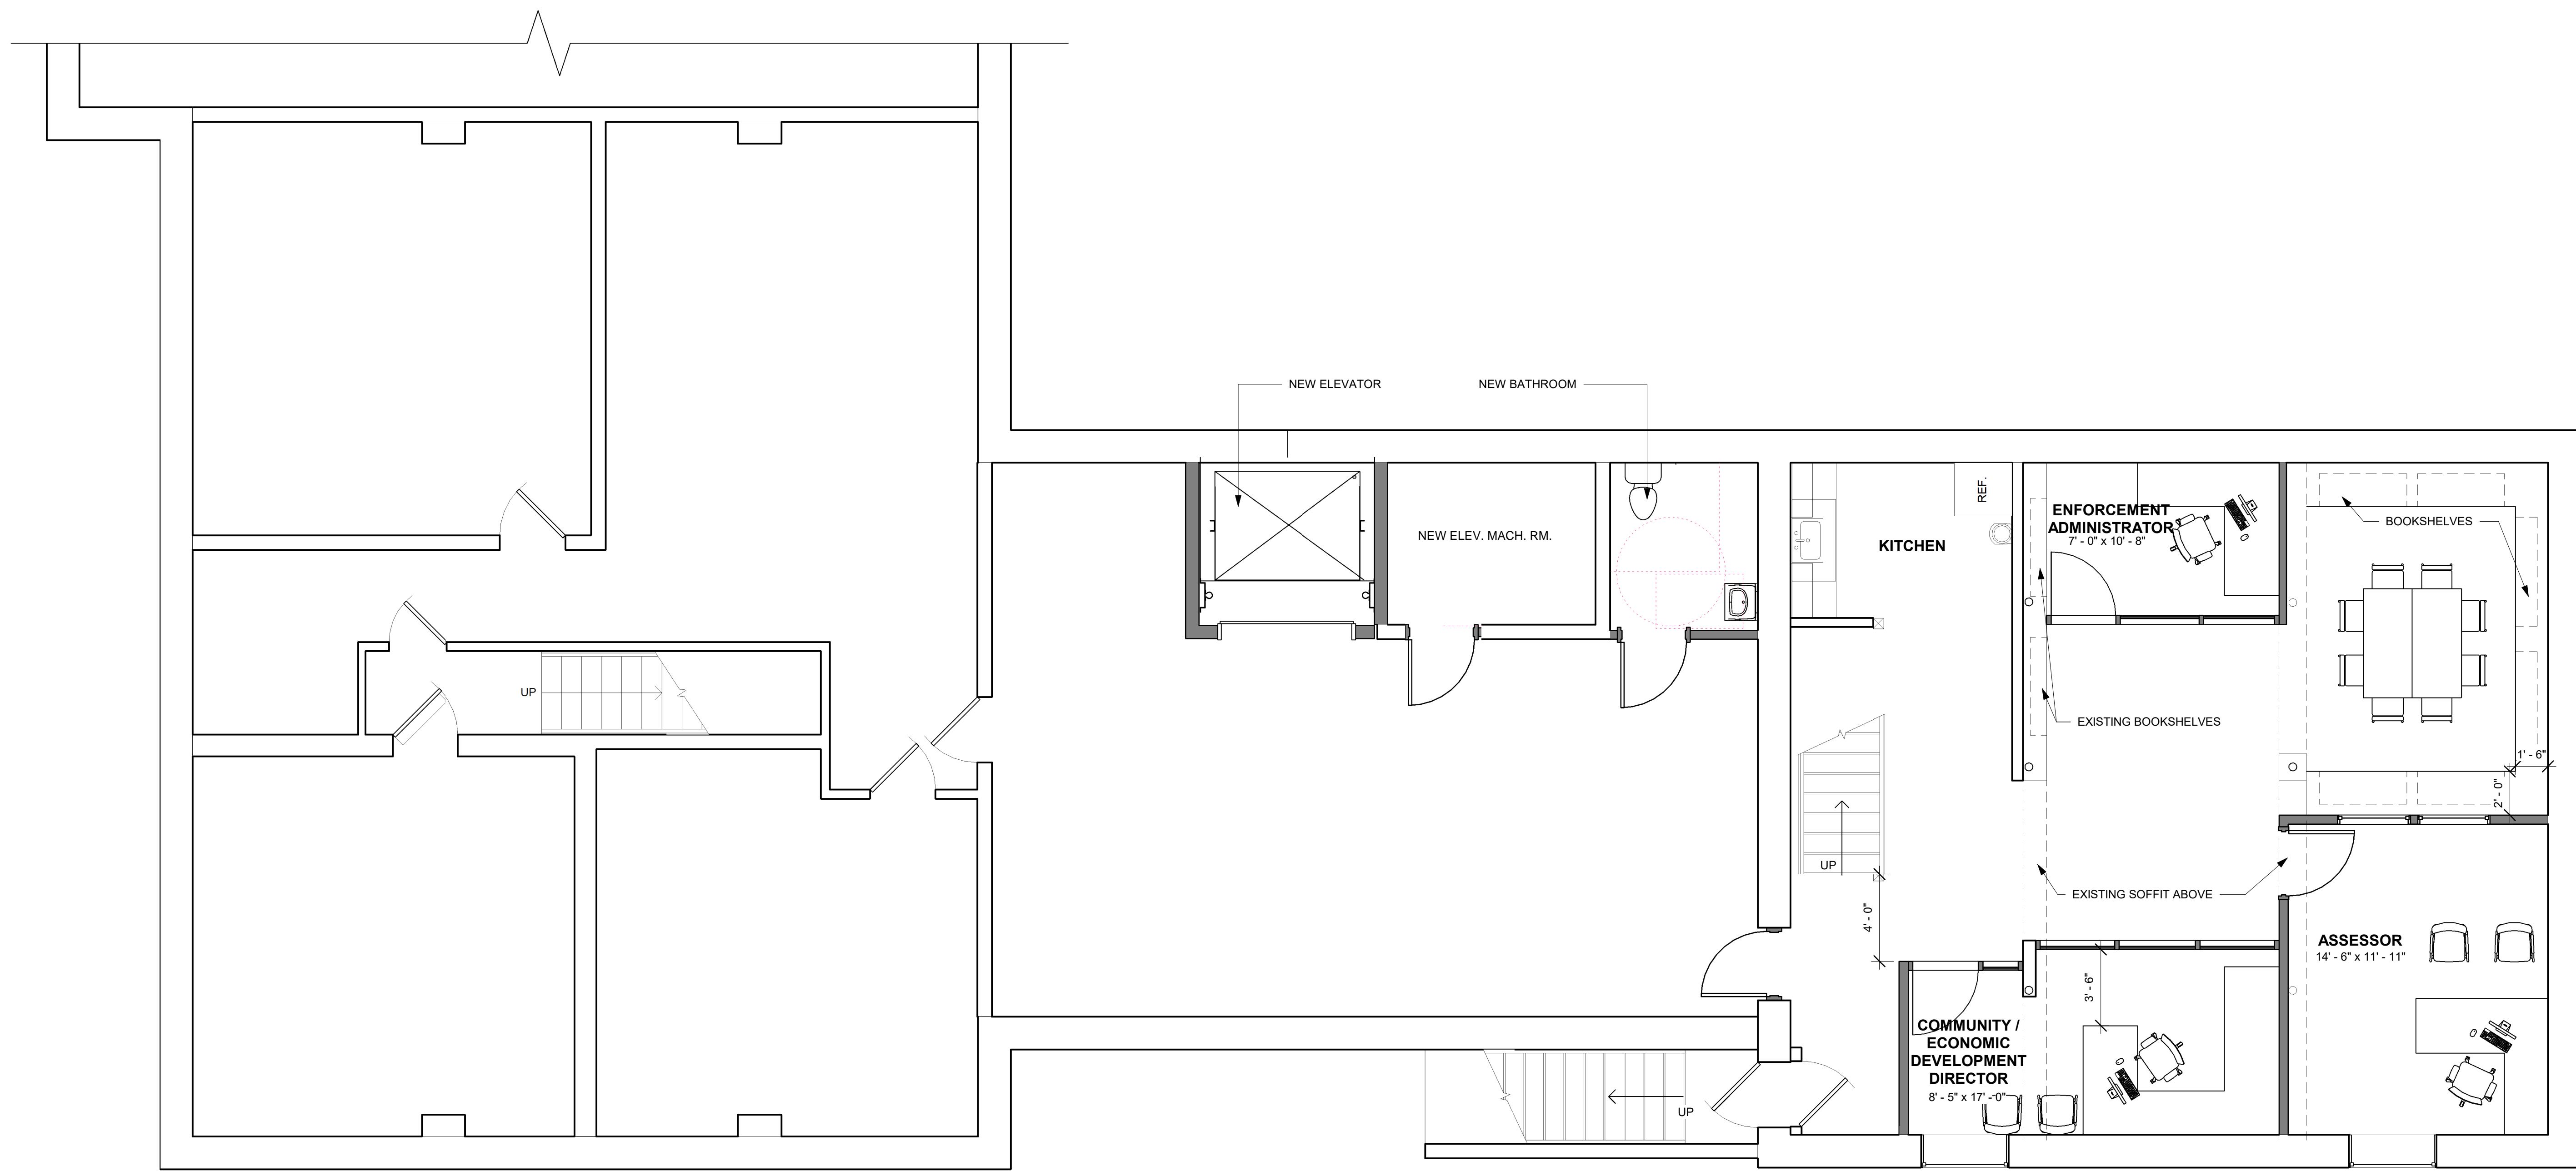 NEW ELEVATOR
NEW BATHROOM
NEW ELEV. MACH. RM.
KITCHEN
REF.
ENFORCEMENT
ADMINISTRATOR
7' - 0" x 10' - 8"
BOOKSHELVES
EXISTING BOOKSHELVES
1' - 6"
2' - 0"
UP
UP
EXISTING SOFFIT ABOVE
4' - 0"
ASSESSOR
14' - 6" x 11' - 11"
3' - 6"
COMMUNITY /
ECONOMIC
DEVELOPMENT
DIRECTOR
8' - 5" x 17' - 0"
UP